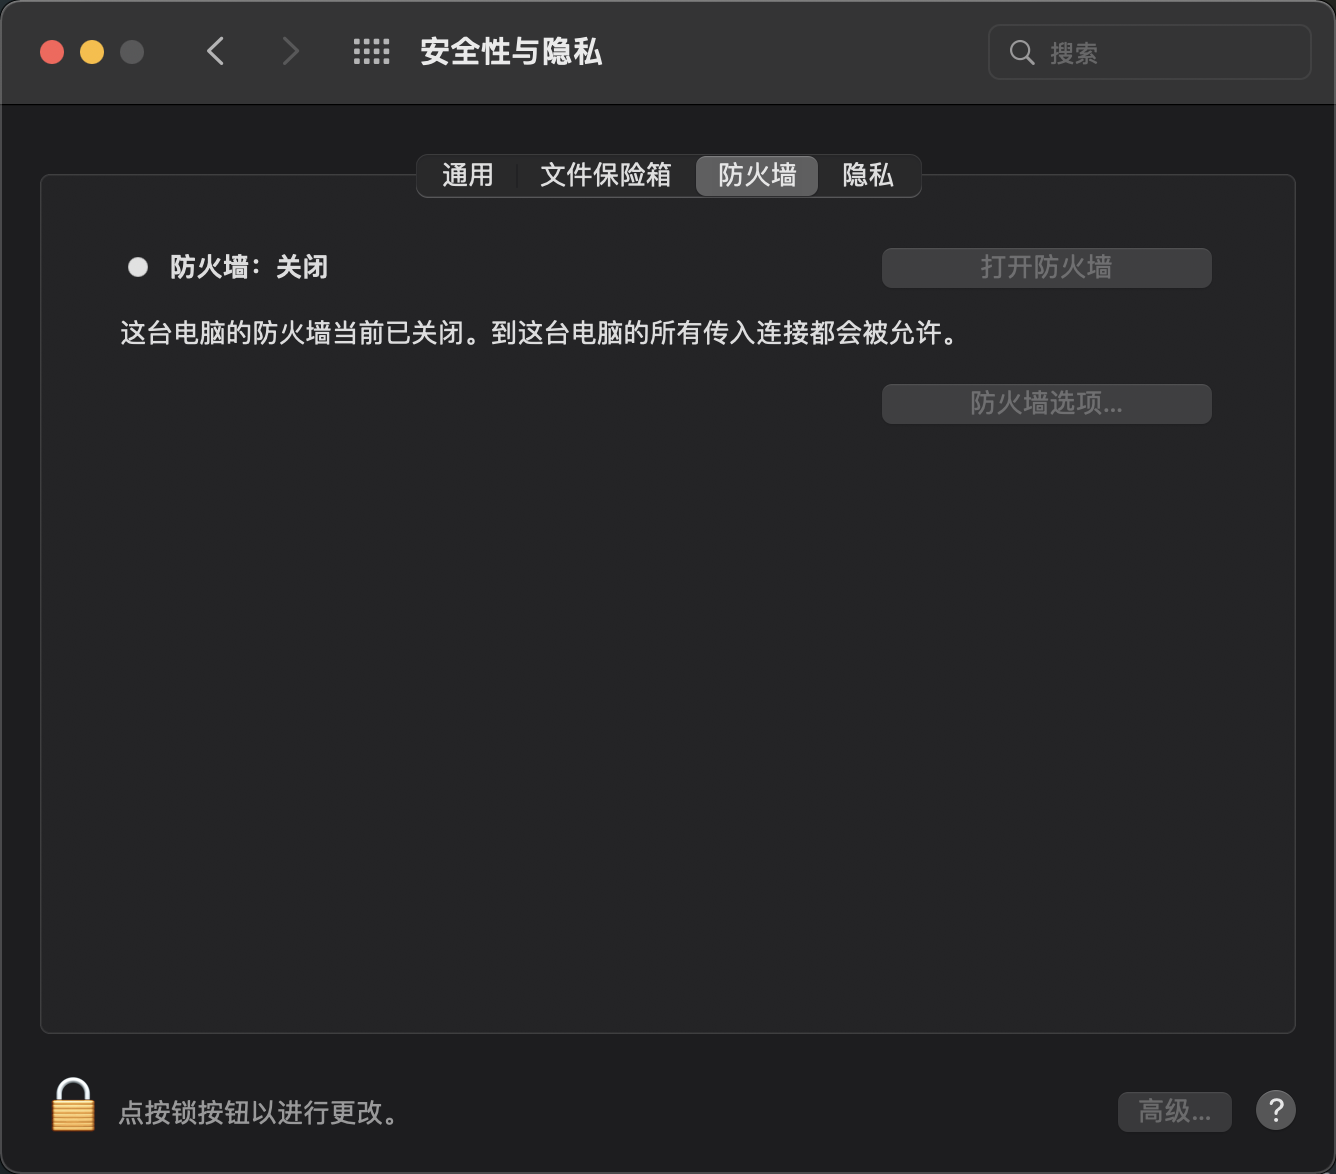 安全性与隐私
搜索
通用 文件保险箱 防火墙 隐私
防火墙：关闭
打开防火墙
这台电脑的防火墙当前已关闭。到这台电脑的所有传入连接都会被允许。
防火墙选项...
点按锁按钮以进行更改。
高级...
?